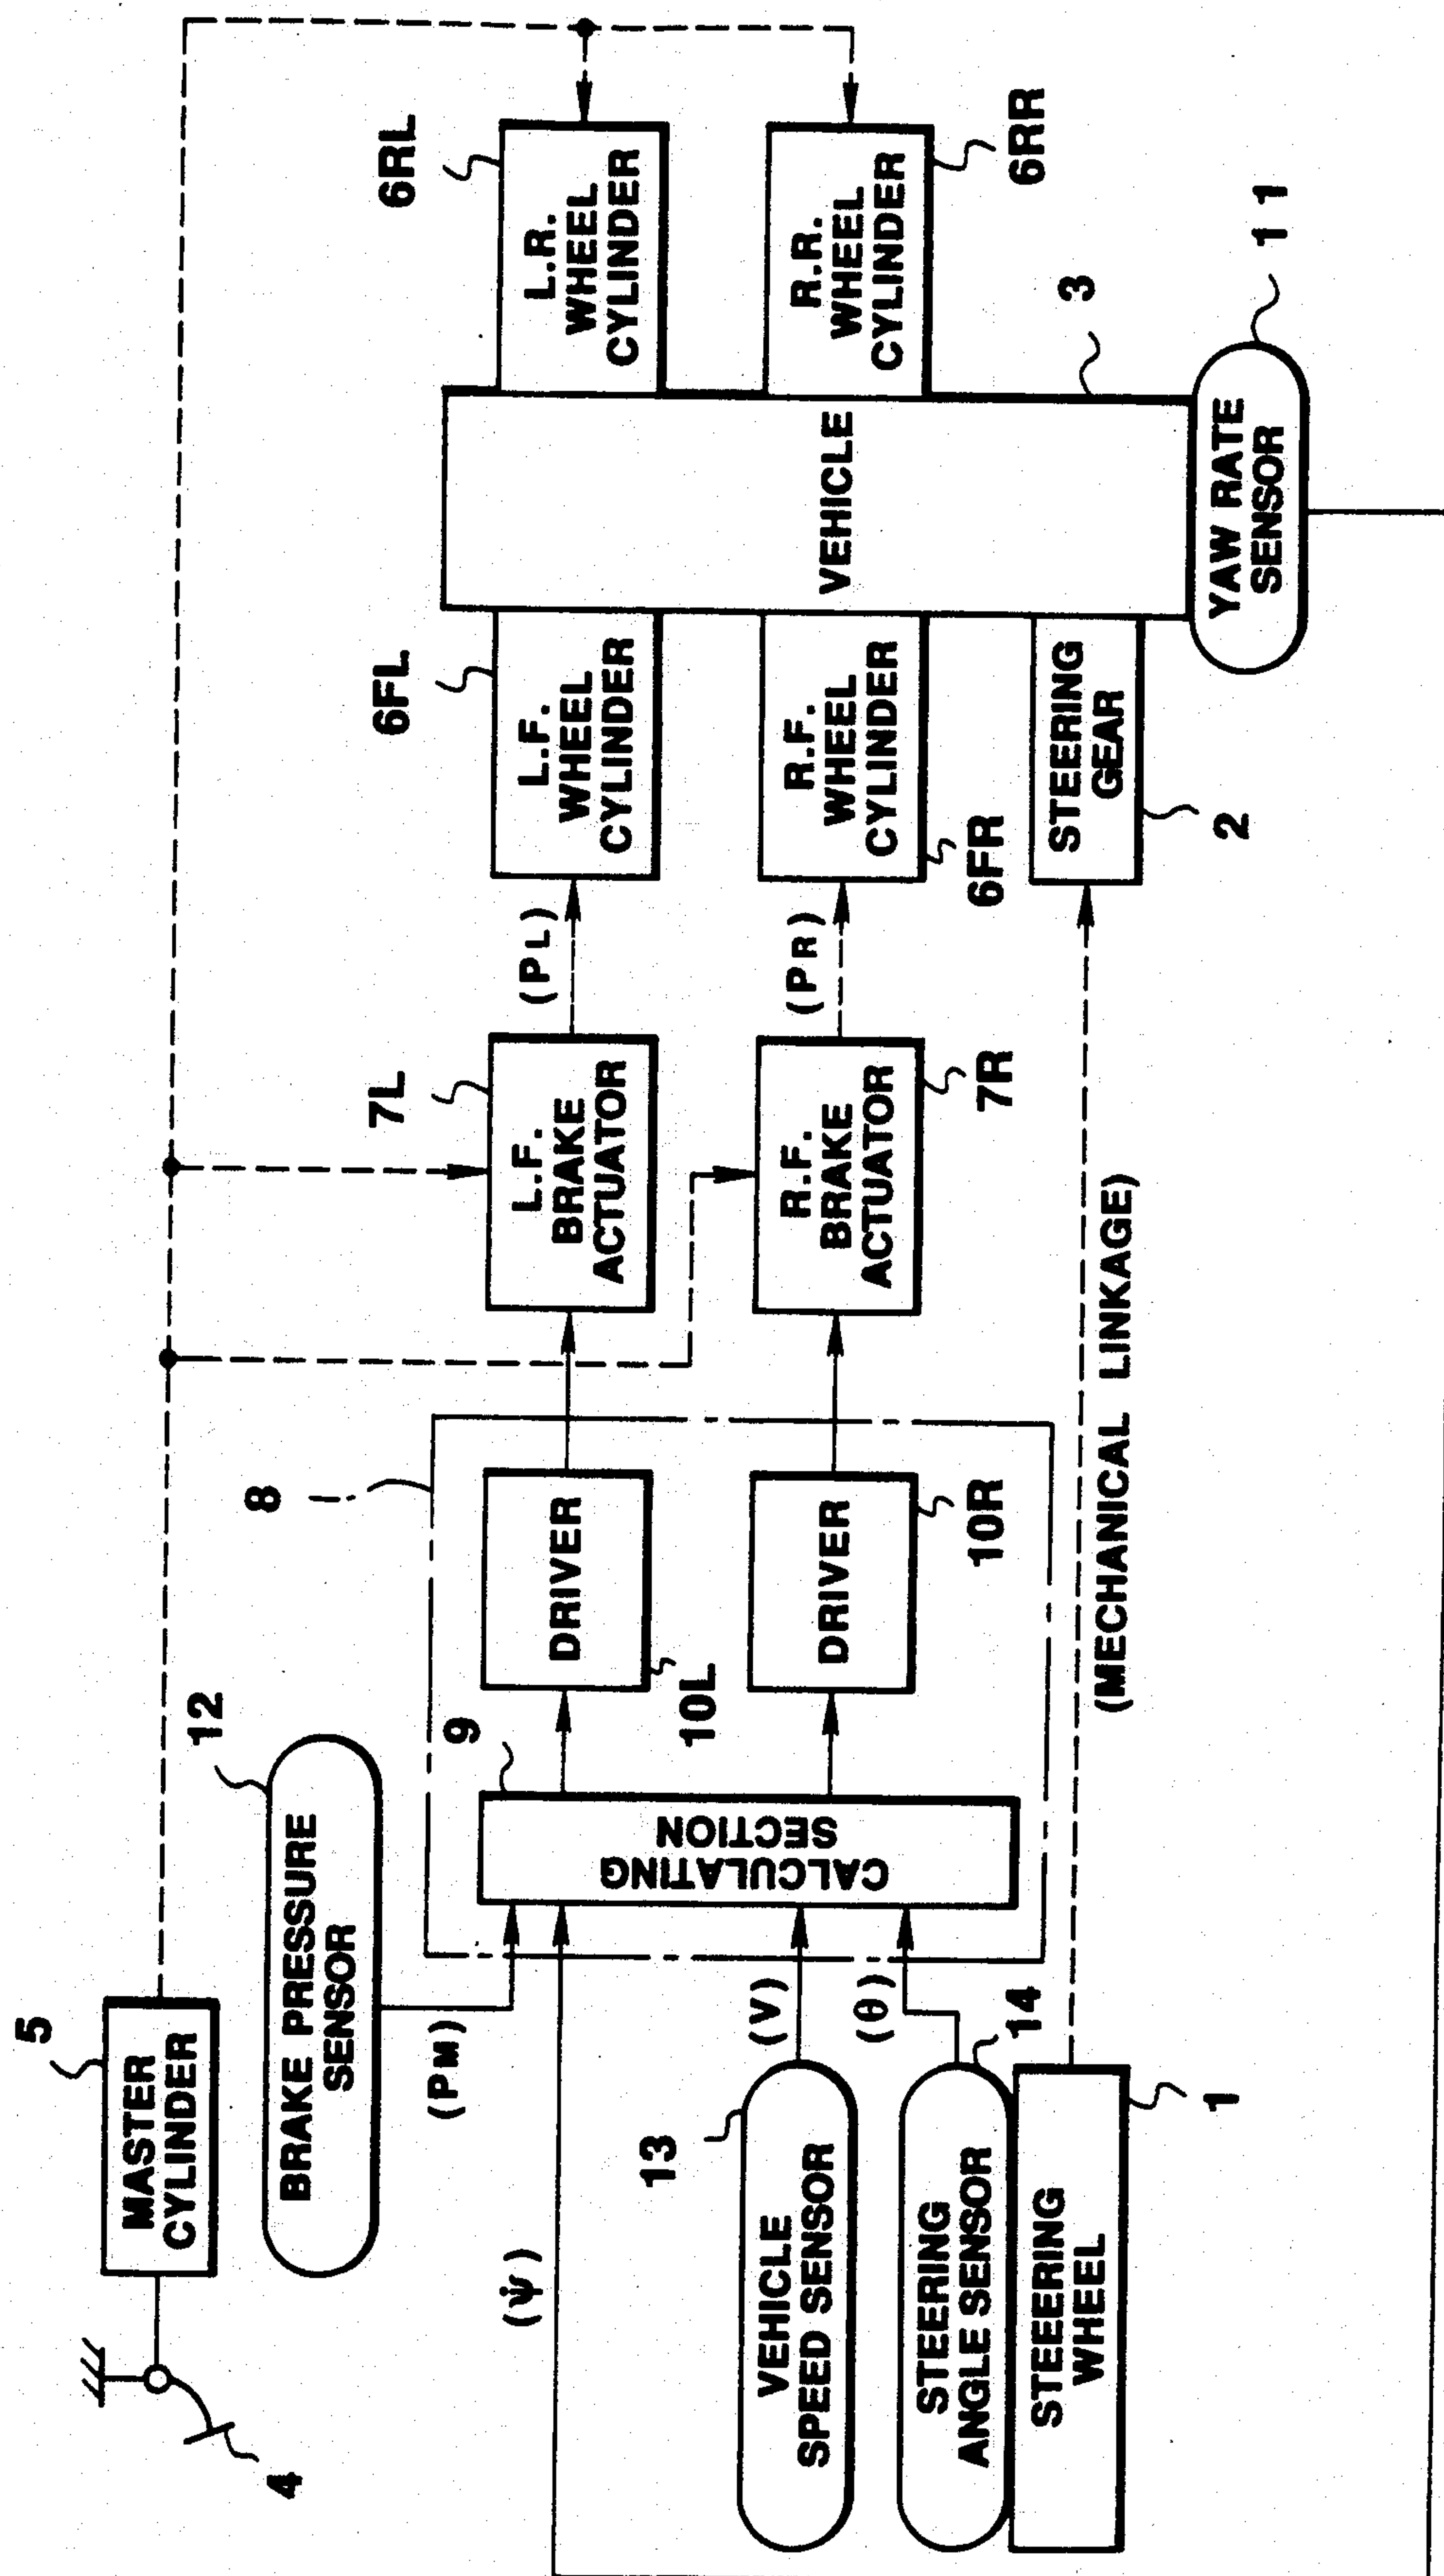 4
5
MASTER
CYLINDER
12
BRAKE PRESSURE
SENSOR
(PM)
(ψ̇)
13
VEHICLE
SPEED SENSOR
(V)
(θ)
14
STEERING
ANGLE SENSOR
STEERING
WHEEL
1
8
9
CALCULATING
SECTION
DRIVER
10L
DRIVER
10R
7L
L.F.
BRAKE
ACTUATOR
(PL)
R.F.
BRAKE
ACTUATOR
7R
(PR)
(MECHANICAL LINKAGE)
6FL
L.F.
WHEEL
CYLINDER
R.F.
WHEEL
CYLINDER
6FR
STEERING
GEAR
2
VEHICLE
3
6RL
L.R.
WHEEL
CYLINDER
R.R.
WHEEL
CYLINDER
6RR
YAW RATE
SENSOR
11